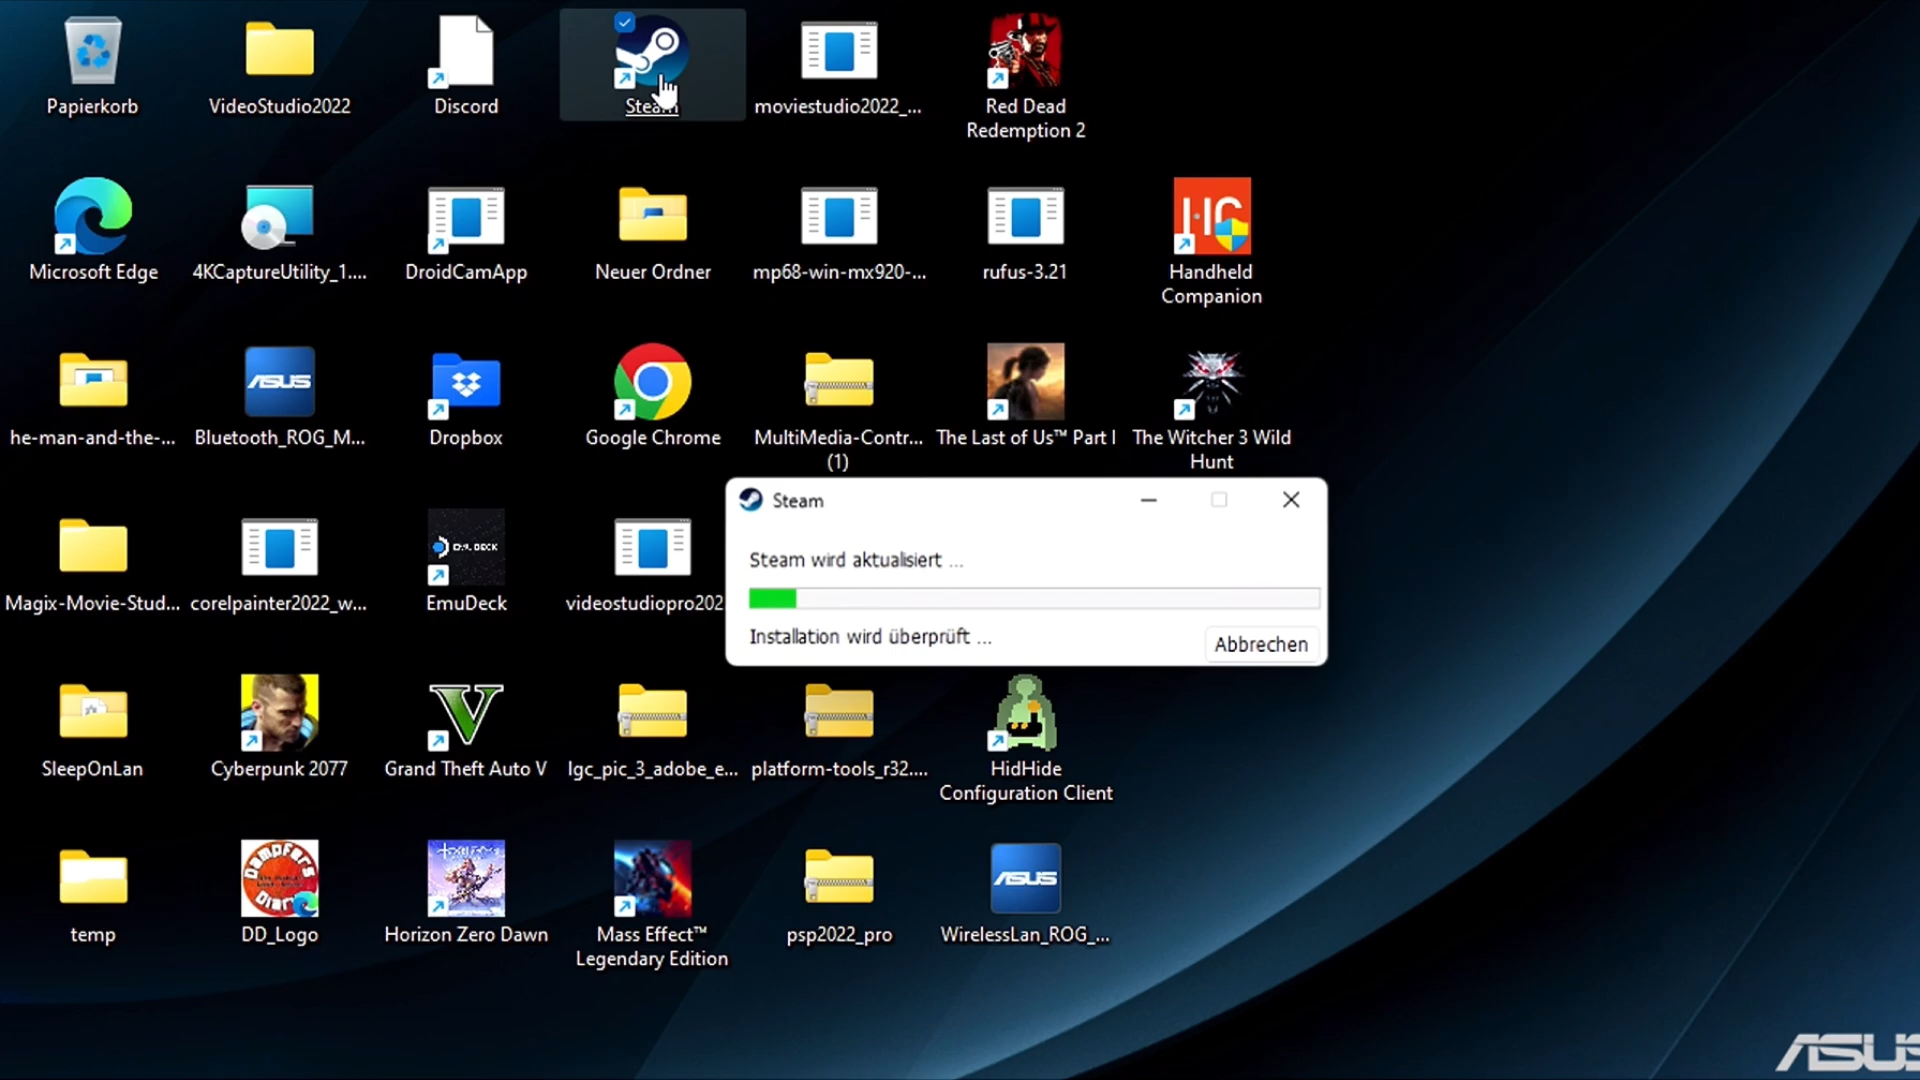 Papierkorb
VideoStudio2022
Discord
Steam
moviestudio2022_...
Red Dead
Redemption 2
Microsoft Edge
4KCaptureUtility_1....
DroidCamApp
Neuer Ordner
mp68-win-mx920-...
rufus-3.21
HC
Handheld
Companion
he-man-and-the-...
ASUS
Bluetooth_ROG_M...
Dropbox
Google Chrome
MultiMedia-Contr...
(1)
The Last of Us™ Part I
The Witcher 3 Wild
Hunt
Steam
Steam wird aktualisiert ...
Installation wird überprüft ...
Abbrechen
Magix-Movie-Stud...
corelpainter2022_w...
EmuDeck
videostudiopro202
SleepOnLan
Cyberpunk 2077
Grand Theft Auto V
lgc_pic_3_adobe_e...
platform-tools_r32....
HidHide
Configuration Client
temp
DD_Logo
Horizon Zero Dawn
Mass Effect™
Legendary Edition
psp2022_pro
ASUS
WirelessLan_ROG_...
ASUS